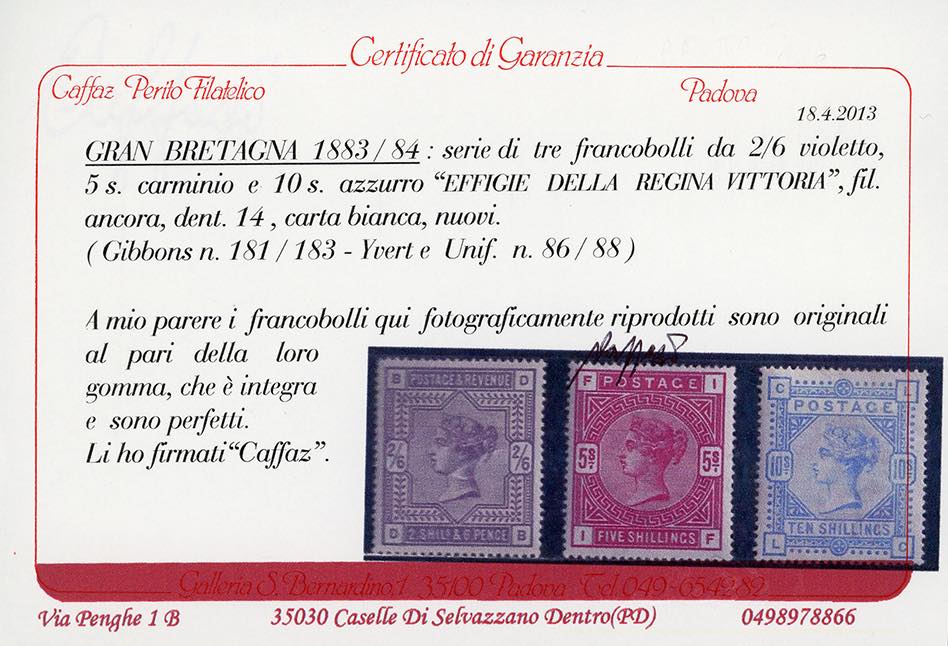 Certificato di Garanzia
Caffaz Perito Filatelico
Padova
18.4.2013
GRAN BRETAGNA 1883/84: serie di tre francobolli da 2/6 violetto,
5 s. carminio e 10 s. azzurro "EFFIGIE DELLA REGINA VITTORIA", fil.
ancora, dent. 14, carta bianca, nuovi.
(Gibbons n. 181/183 - Yvert e Unif. n. 86/88)
A mio parere i francobolli qui fotograficamente riprodotti sono originali
al pari della loro
gomma, che è integra
e sono perfetti.
Li ho firmati "Caffaz".
B POSTAGE & REVENUE D
2/6 2/6
D 2 SHILS & 6 PENCE B
F POSTAGE I
5S/. 5S/.
I FIVE SHILLINGS F
C L
POSTAGE
10S/. 10S/.
TEN SHILLINGS
L C
Galleria S. Bernardino, 1 35100 Padova Tel. 049-654282
Via Penghe 1 B 35030 Caselle Di Selvazzano Dentro(PD) 0498978866